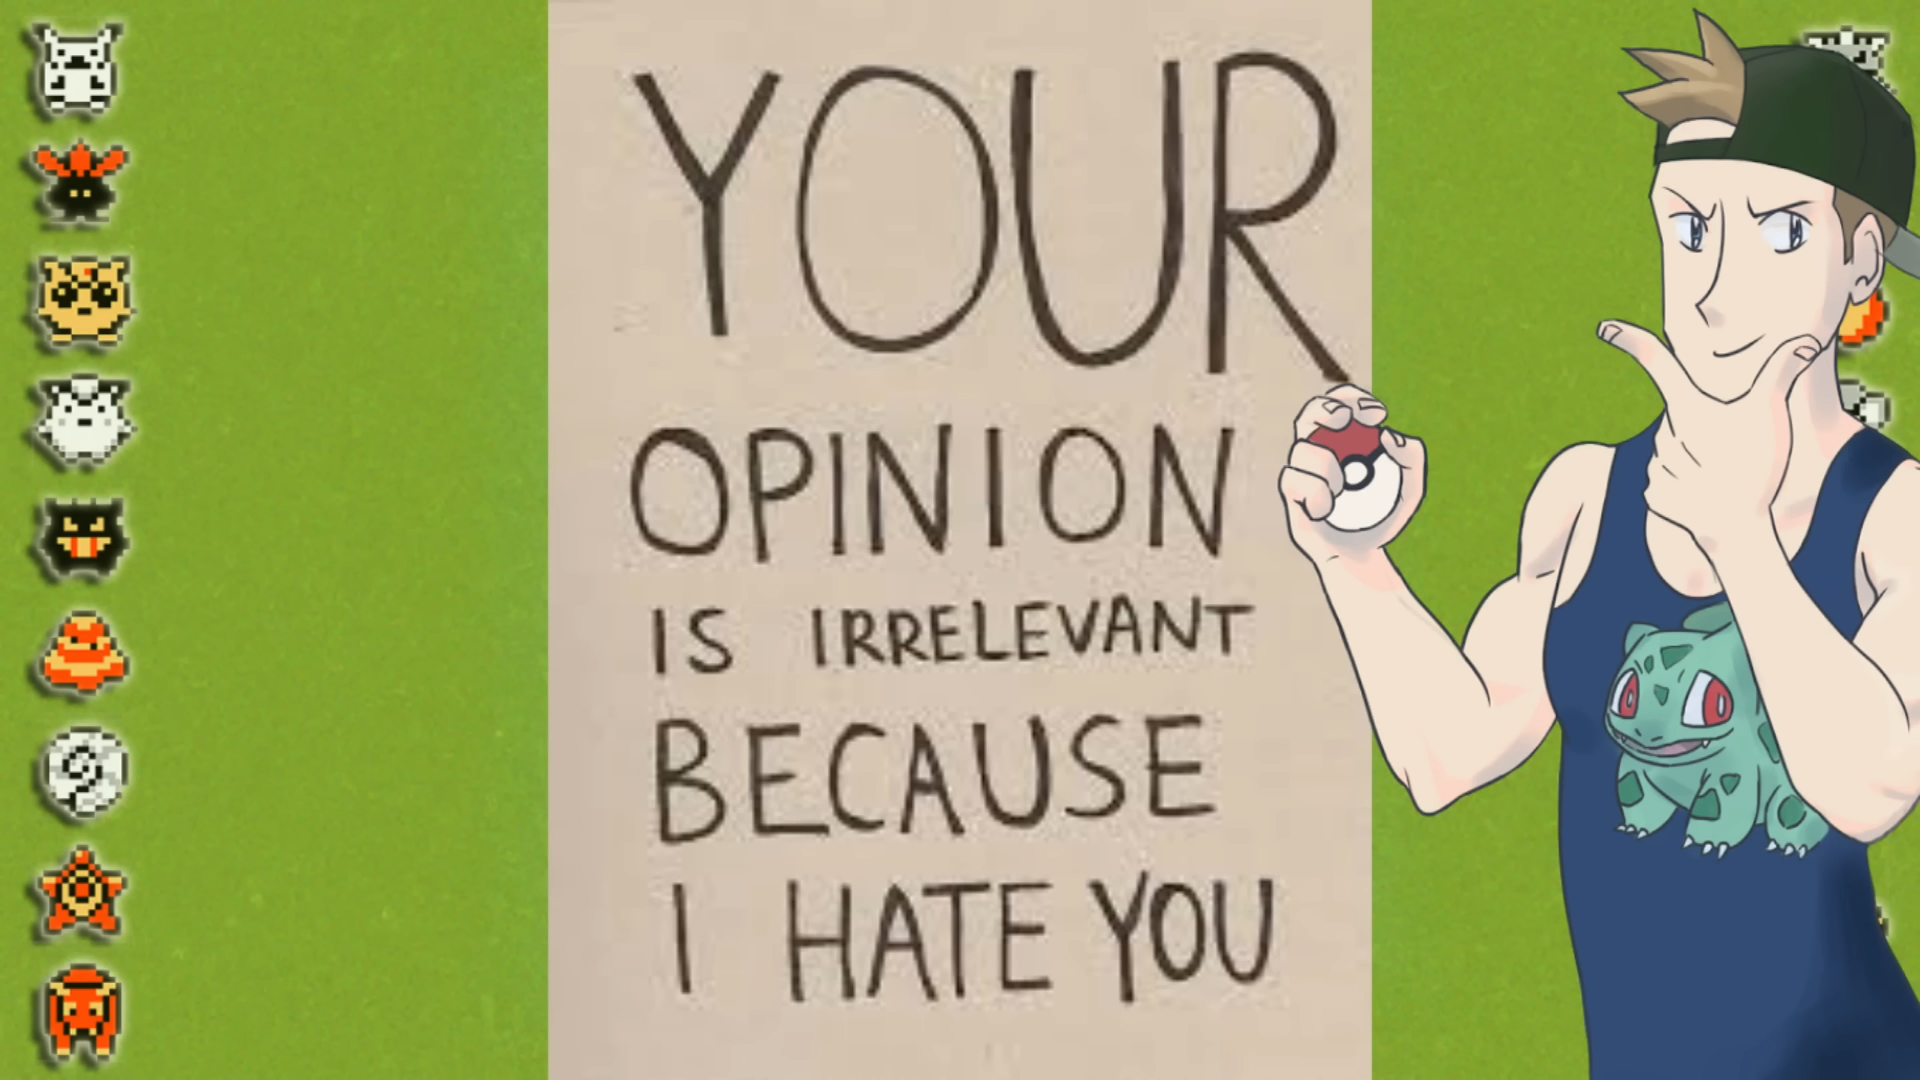 YOUR
OPINION
IS IRRELEVANT
BECAUSE
I HATE YOU